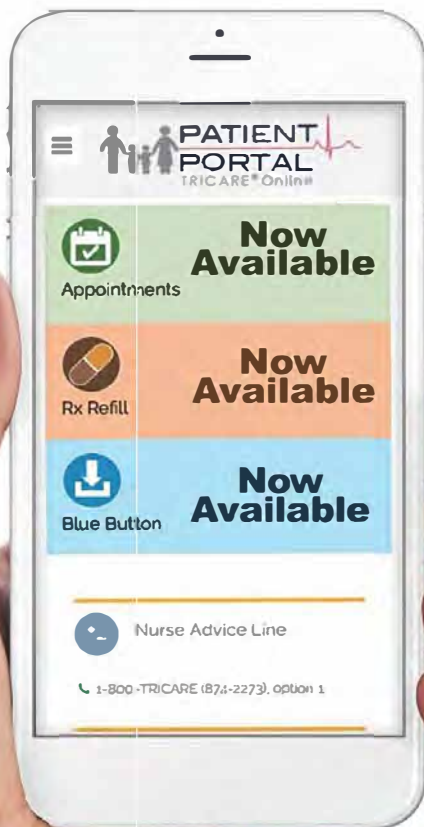 PATIENT
PORTAL
TRICARE® Online
Now
Available
Appointments
Now
Available
Rx Refill
Now
Available
Blue Button
Nurse Advice Line
1-800-TRICARE (874-2273), option 1